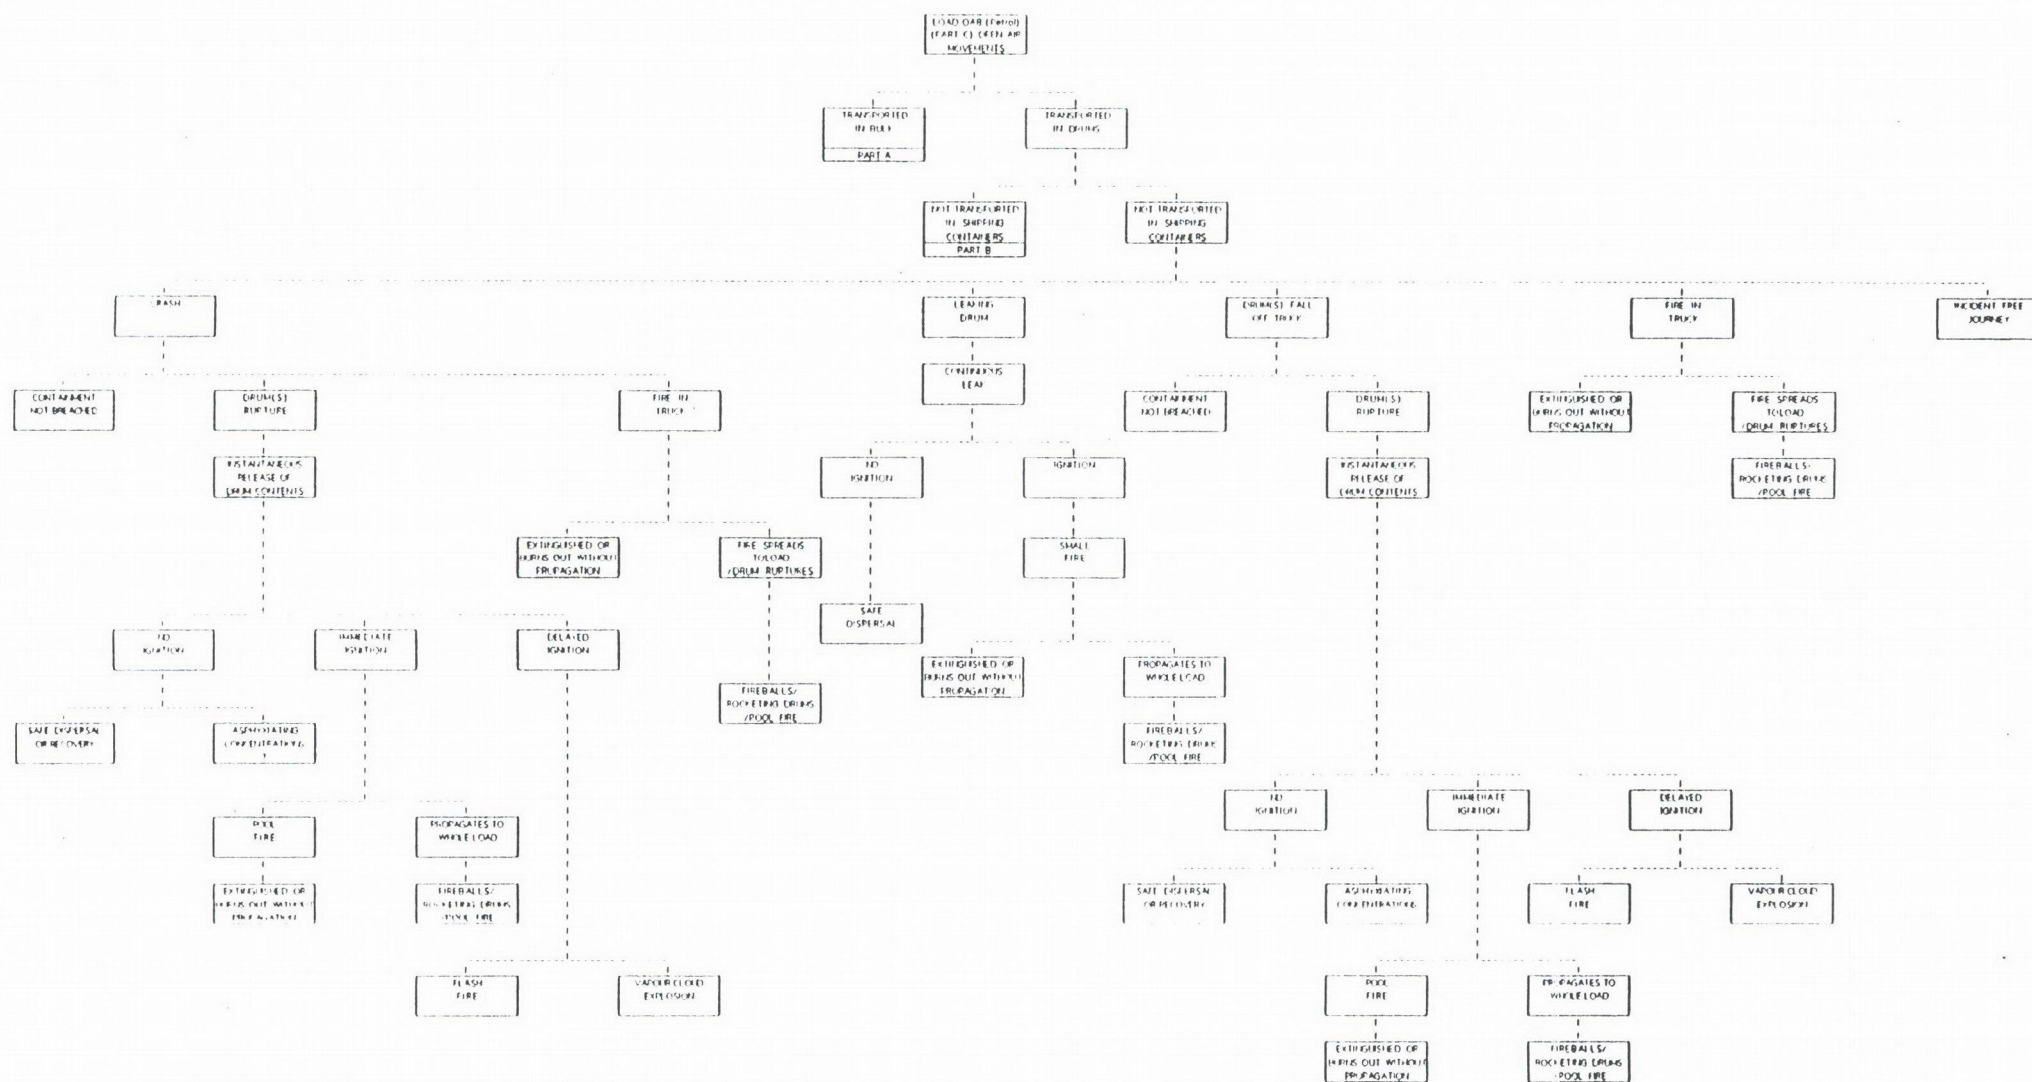 LOAD OAB (Petrol)
(PART C) OPEN AIR
MOVEMENTS
TRANSPORTED
IN BULK
PART A
TRANSPORTED
IN DRUMS
NOT TRANSPORTED
IN SHIPPING
CONTAINERS
PART B
NOT TRANSPORTED
IN SHIPPING
CONTAINERS
CRASH
LEAKING
DRUM
DRUM(S) FALL
OFF TRUCK
FIRE IN
TRUCK
INCIDENT FREE
JOURNEY
CONTAINMENT
NOT BREACHED
DRUM(S)
RUPTURE
FIRE IN
TRUCK
CONTINUOUS
LEAK
CONTAINMENT
NOT BREACHED
DRUM(S)
RUPTURE
EXTINGUISHED OR
BURNS OUT WITHOUT
PROPAGATION
FIRE SPREADS
TO LOAD
/DRUM RUPTURES
INSTANTANEOUS
RELEASE OF
DRUM CONTENTS
NO
IGNITION
IGNITION
INSTANTANEOUS
RELEASE OF
DRUM CONTENTS
FIREBALLS/
ROCKETING DRUMS
/POOL FIRE
EXTINGUISHED OR
BURNS OUT WITHOUT
PROPAGATION
FIRE SPREADS
TO LOAD
/DRUM RUPTURES
SMALL
FIRE
SAFE
DISPERSAL
NO
IGNITION
IMMEDIATE
IGNITION
DELAYED
IGNITION
EXTINGUISHED OR
BURNS OUT WITHOUT
PROPAGATION
PROPAGATES TO
WHOLE LOAD
FIREBALLS/
ROCKETING DRUMS
/POOL FIRE
SAFE DISPERSAL
OR RECOVERY
ASPHYXIATING
CONCENTRATIONS
FIREBALLS/
ROCKETING DRUMS
/POOL FIRE
NO
IGNITION
IMMEDIATE
IGNITION
DELAYED
IGNITION
POOL
FIRE
PROPAGATES TO
WHOLE LOAD
EXTINGUISHED OR
BURNS OUT WITHOUT
PROPAGATION
FIREBALLS/
ROCKETING DRUMS
/POOL FIRE
SAFE DISPERSAL
OR RECOVERY
ASPHYXIATING
CONCENTRATIONS
FLASH
FIRE
VAPOUR CLOUD
EXPLOSION
FLASH
FIRE
VAPOUR CLOUD
EXPLOSION
POOL
FIRE
PROPAGATES TO
WHOLE LOAD
EXTINGUISHED OR
BURNS OUT WITHOUT
PROPAGATION
FIREBALLS/
ROCKETING DRUMS
/POOL FIRE